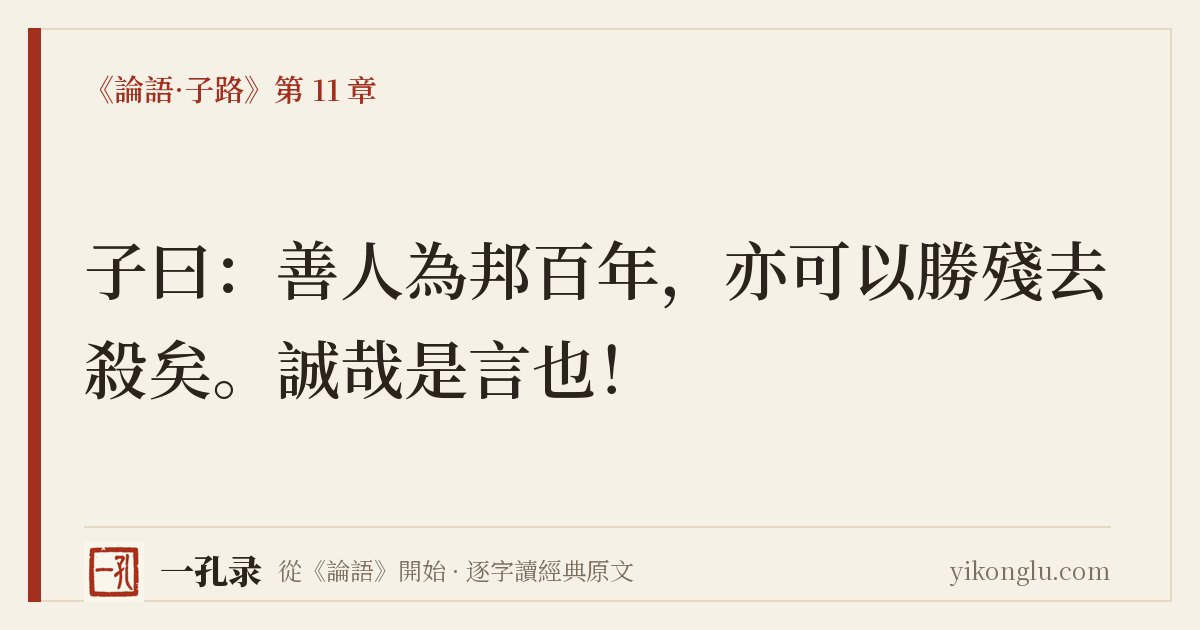 《論語·子路》第 11 章
子曰：善人為邦百年，亦可以勝殘去
殺矣。誠哉是言也！
一孔
一孔录 從《論語》開始 · 逐字讀經典原文 yikonglu.com